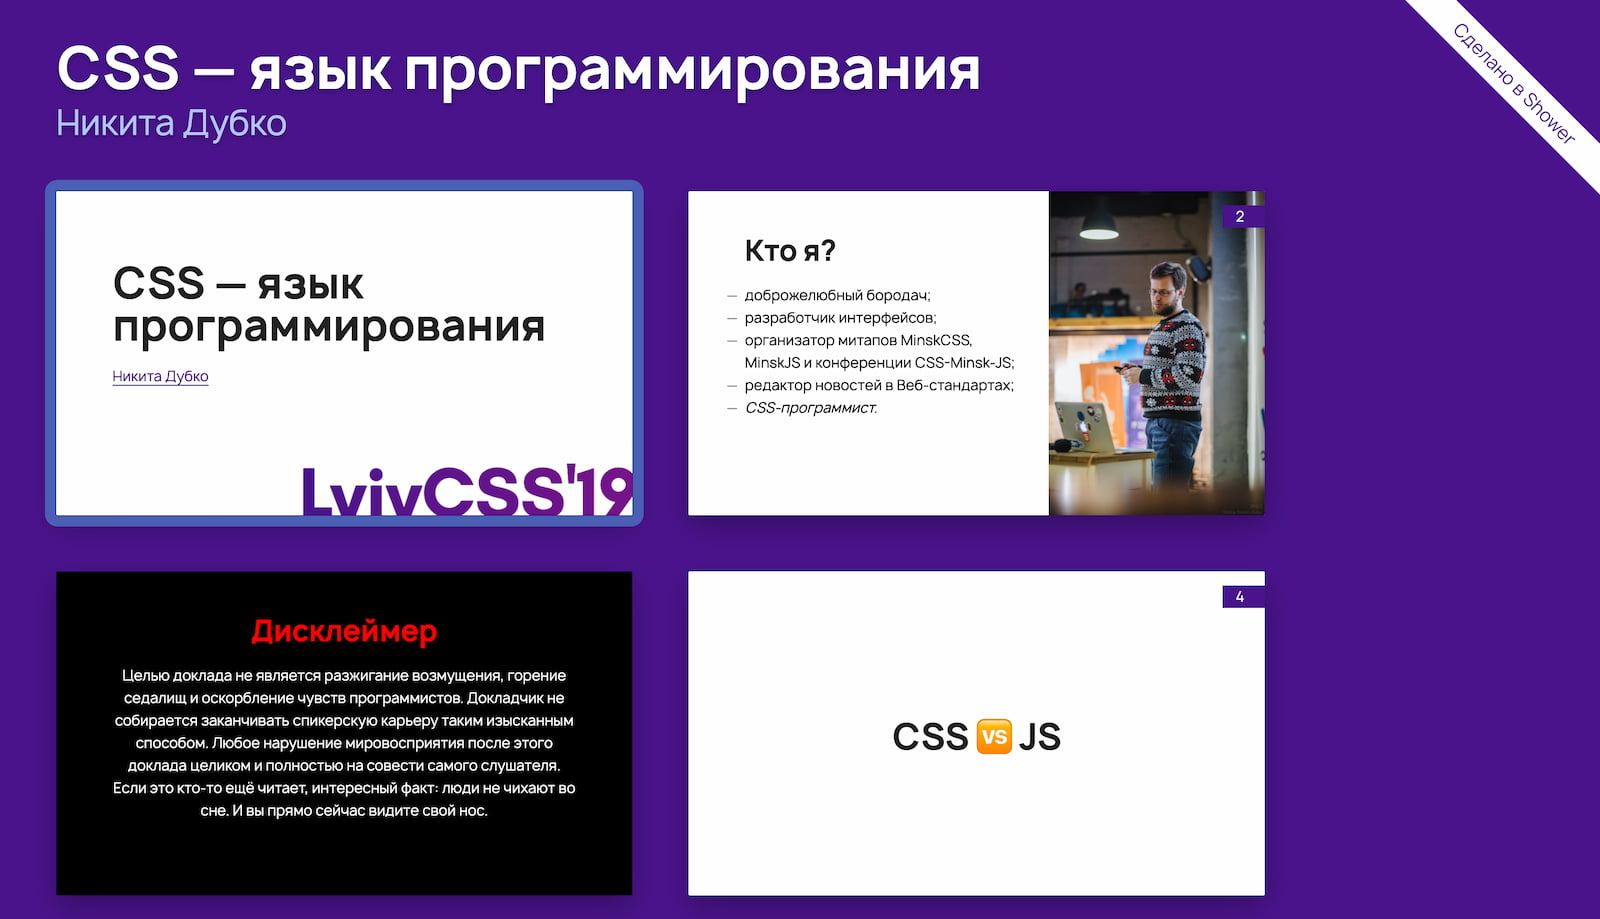 CSS — язык программирования
Никита Дубко
Сделано в Shower
CSS — язык
программирования
Никита Дубко
LvivCSS'19
2
Кто я?
— доброжелюбный бородач;
— разработчик интерфейсов;
— организатор митапов MinskCSS,
MinskJS и конференции CSS-Minsk-JS;
— редактор новостей в Веб-стандартах;
— CSS-программист.
Дисклеймер
Целью доклада не является разжигание возмущения, горение
седалищ и оскорбление чувств программистов. Докладчик не
собирается заканчивать спикерскую карьеру таким изысканным
способом. Любое нарушение мировосприятия после этого
доклада целиком и полностью на совести самого слушателя.
Если это кто-то ещё читает, интересный факт: люди не чихают во
сне. И вы прямо сейчас видите свой нос.
4
CSS 🆚 JS